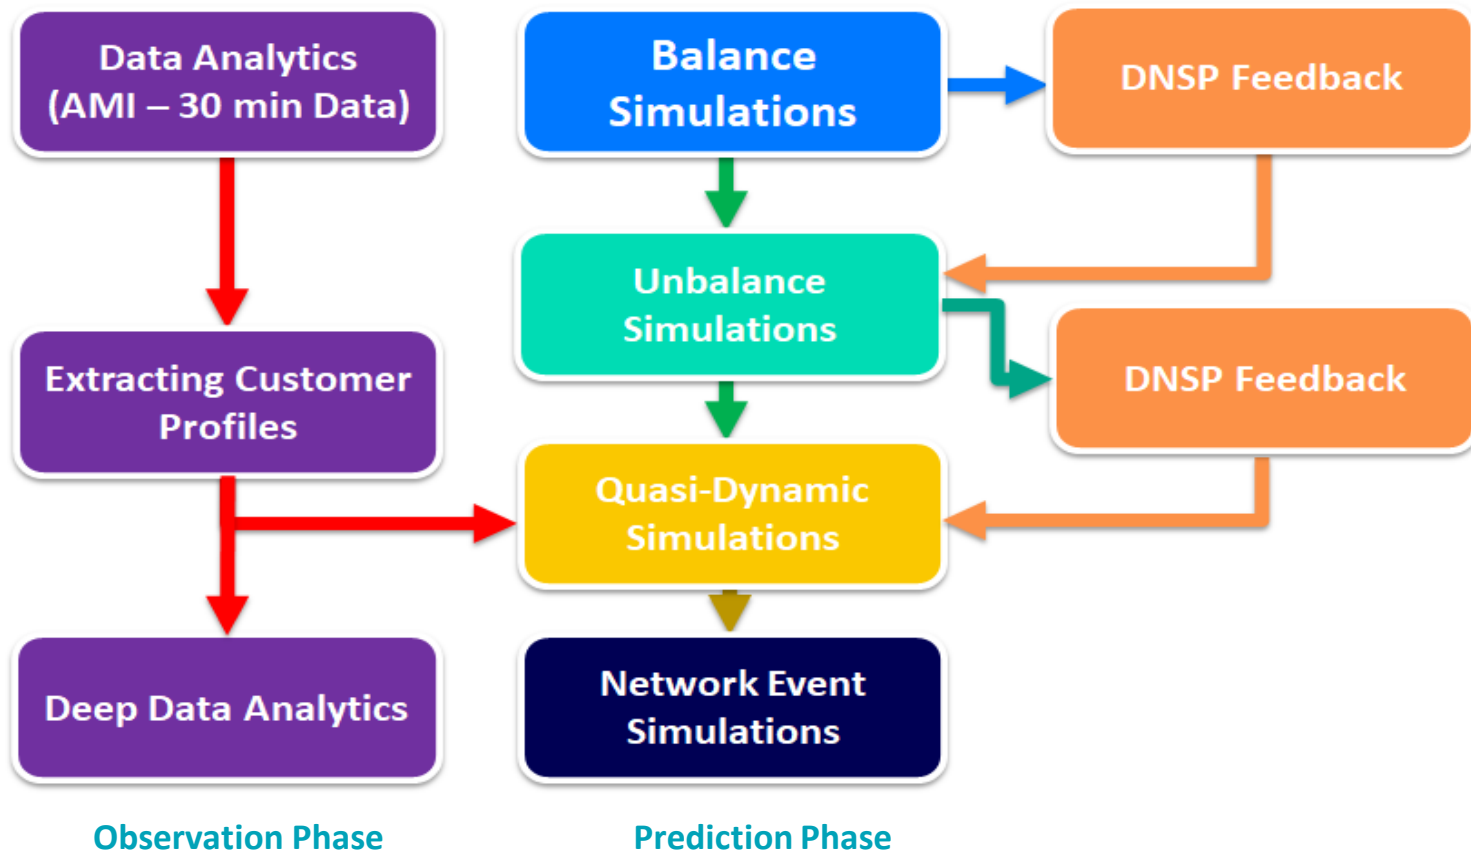 Data Analytics
(AMI – 30 min Data)
Balance
Simulations
DNSP Feedback
Unbalance
Simulations
Extracting Customer
Profiles
DNSP Feedback
Quasi-Dynamic
Simulations
Deep Data Analytics
Network Event
Simulations
Observation Phase
Prediction Phase